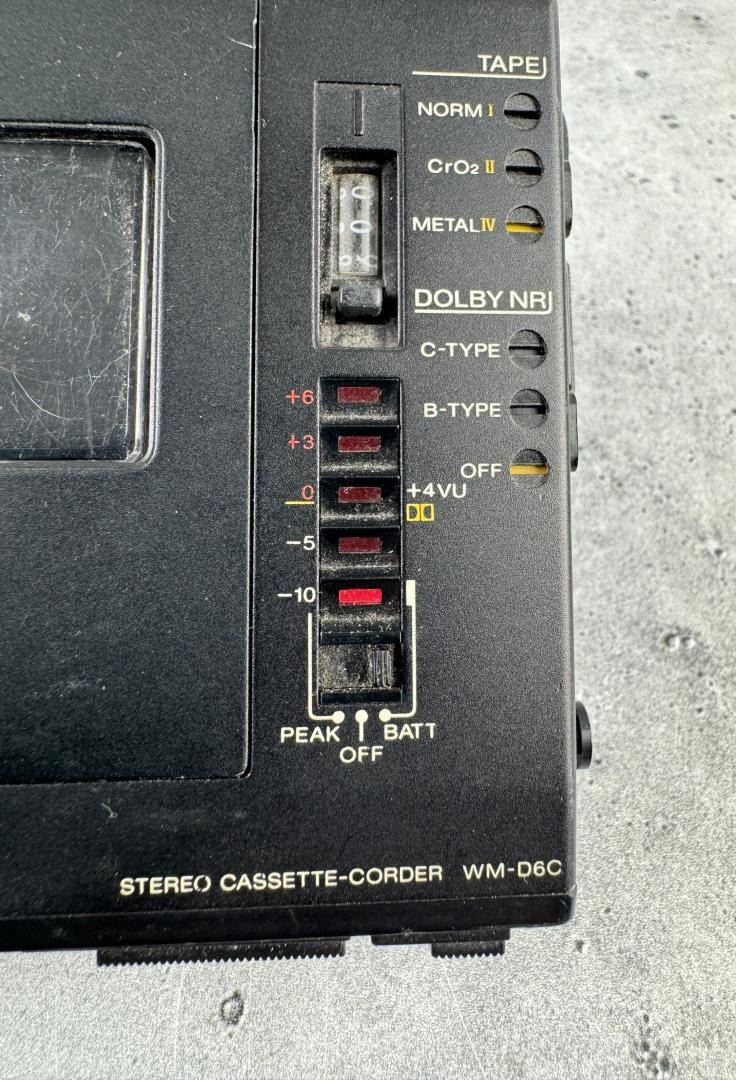 TAPE
NORM I
CrO₂ II
METAL IV
DOLBY NR
C-TYPE
B-TYPE
OFF
+6
+3
0 +4VU
-5
-10
PEAK OFF BATT
STEREO CASSETTE-CORDER WM-D6C